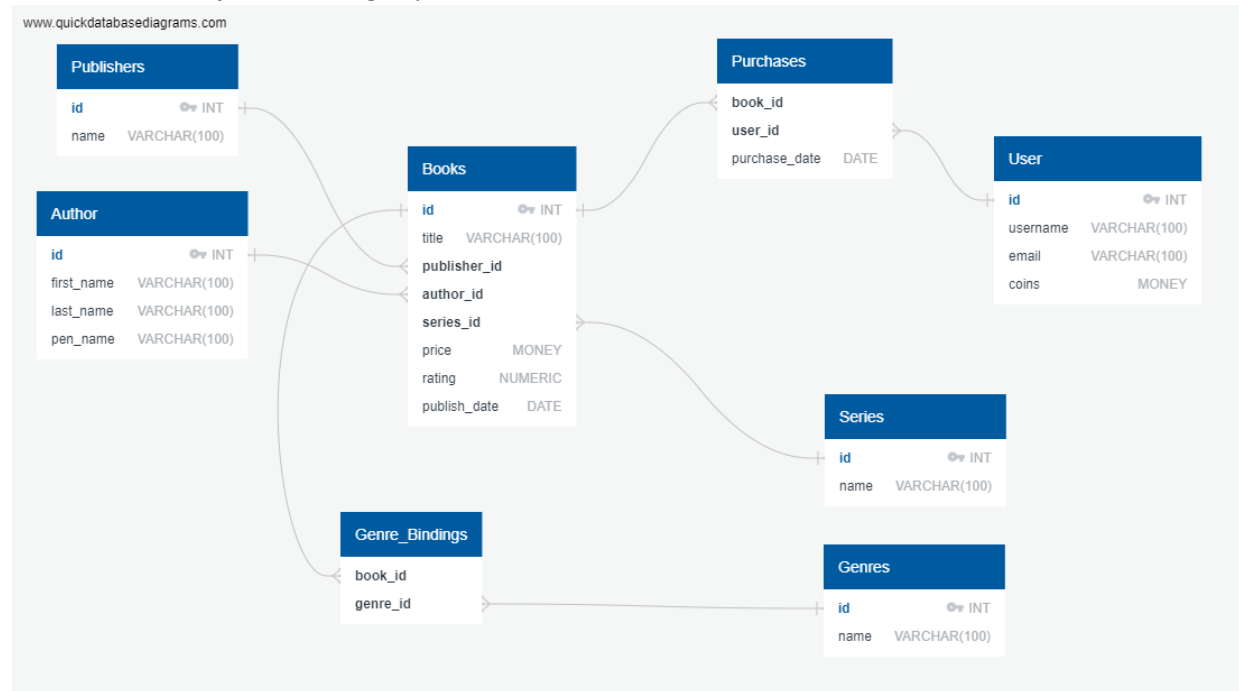 www.quickdatabasediagrams.com
Publishers
id INT
name VARCHAR(100)
Author
id INT
first_name VARCHAR(100)
last_name VARCHAR(100)
pen_name VARCHAR(100)
Books
id INT
title VARCHAR(100)
publisher_id
author_id
series_id
price MONEY
rating NUMERIC
publish_date DATE
Purchases
book_id
user_id
purchase_date DATE
User
id INT
username VARCHAR(100)
email VARCHAR(100)
coins MONEY
Series
id INT
name VARCHAR(100)
Genre_Bindings
book_id
genre_id
Genres
id INT
name VARCHAR(100)